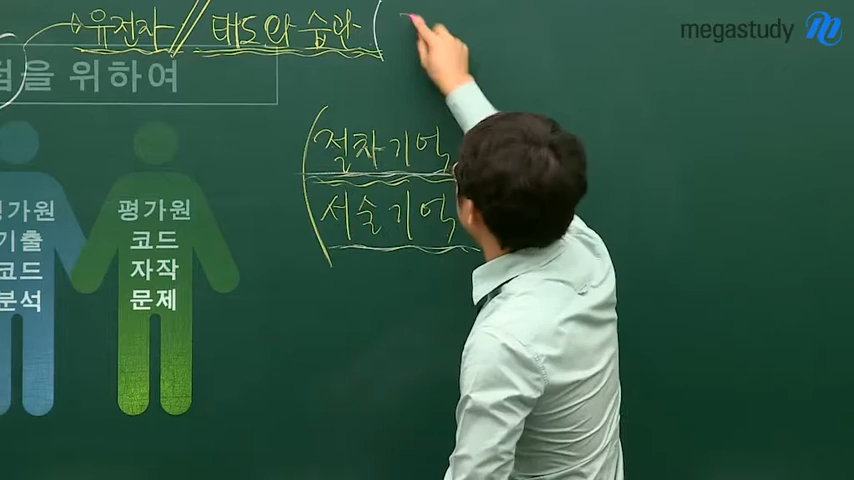 유전자 // 태도와 습관
megastudy
을 위하여
절차기억
서술기억
평가원
기출
코드
분석
평가원
코드
자작
문제